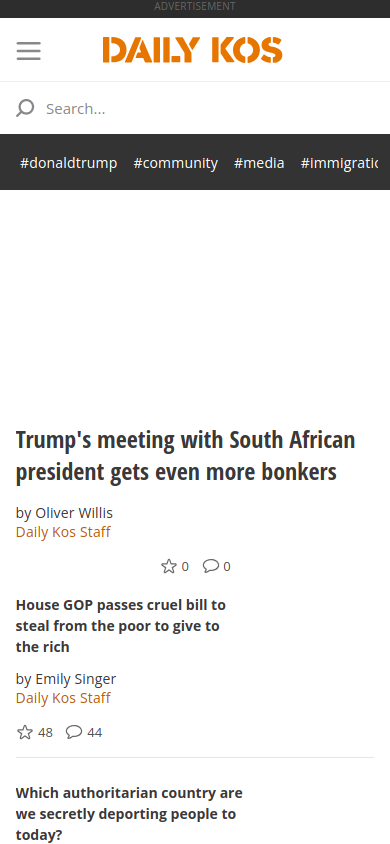 ADVERTISEMENT
DAILY KOS
Search...
#donaldtrump #community #media #immigratic
Trump's meeting with South African
president gets even more bonkers
by Oliver Willis
Daily Kos Staff
0 0
House GOP passes cruel bill to
steal from the poor to give to
the rich
by Emily Singer
Daily Kos Staff
48 44
Which authoritarian country are
we secretly deporting people to
today?